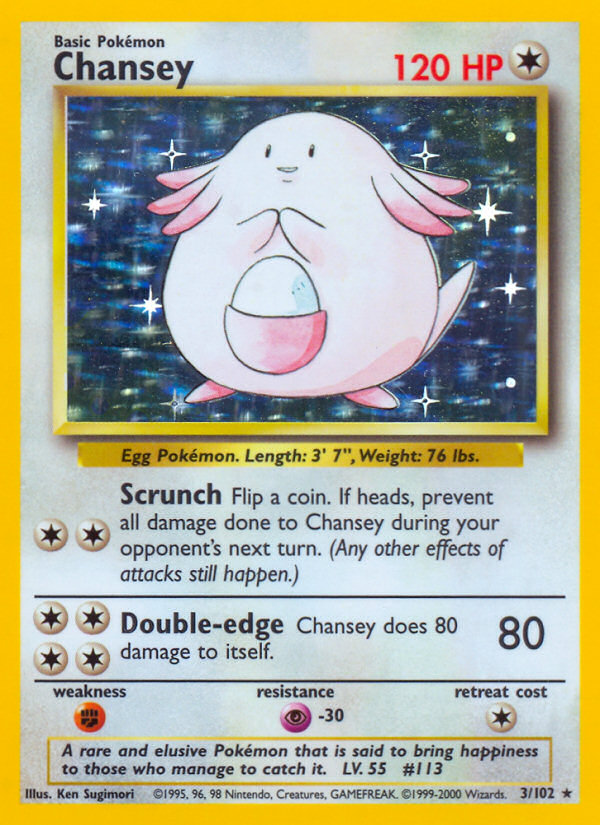 Basic Pokémon
Chansey
120 HP
Egg Pokémon. Length: 3' 7", Weight: 76 lbs.
Scrunch Flip a coin. If heads, prevent
all damage done to Chansey during your
opponent's next turn. (Any other effects of
attacks still happen.)
Double-edge Chansey does 80
damage to itself.
80
weakness
resistance
retreat cost
-30
A rare and elusive Pokémon that is said to bring happiness
to those who manage to catch it. LV. 55 #113
Illus. Ken Sugimori ©1995, 96, 98 Nintendo, Creatures, GAMEFREAK. ©1999-2000 Wizards. 3/102 ★